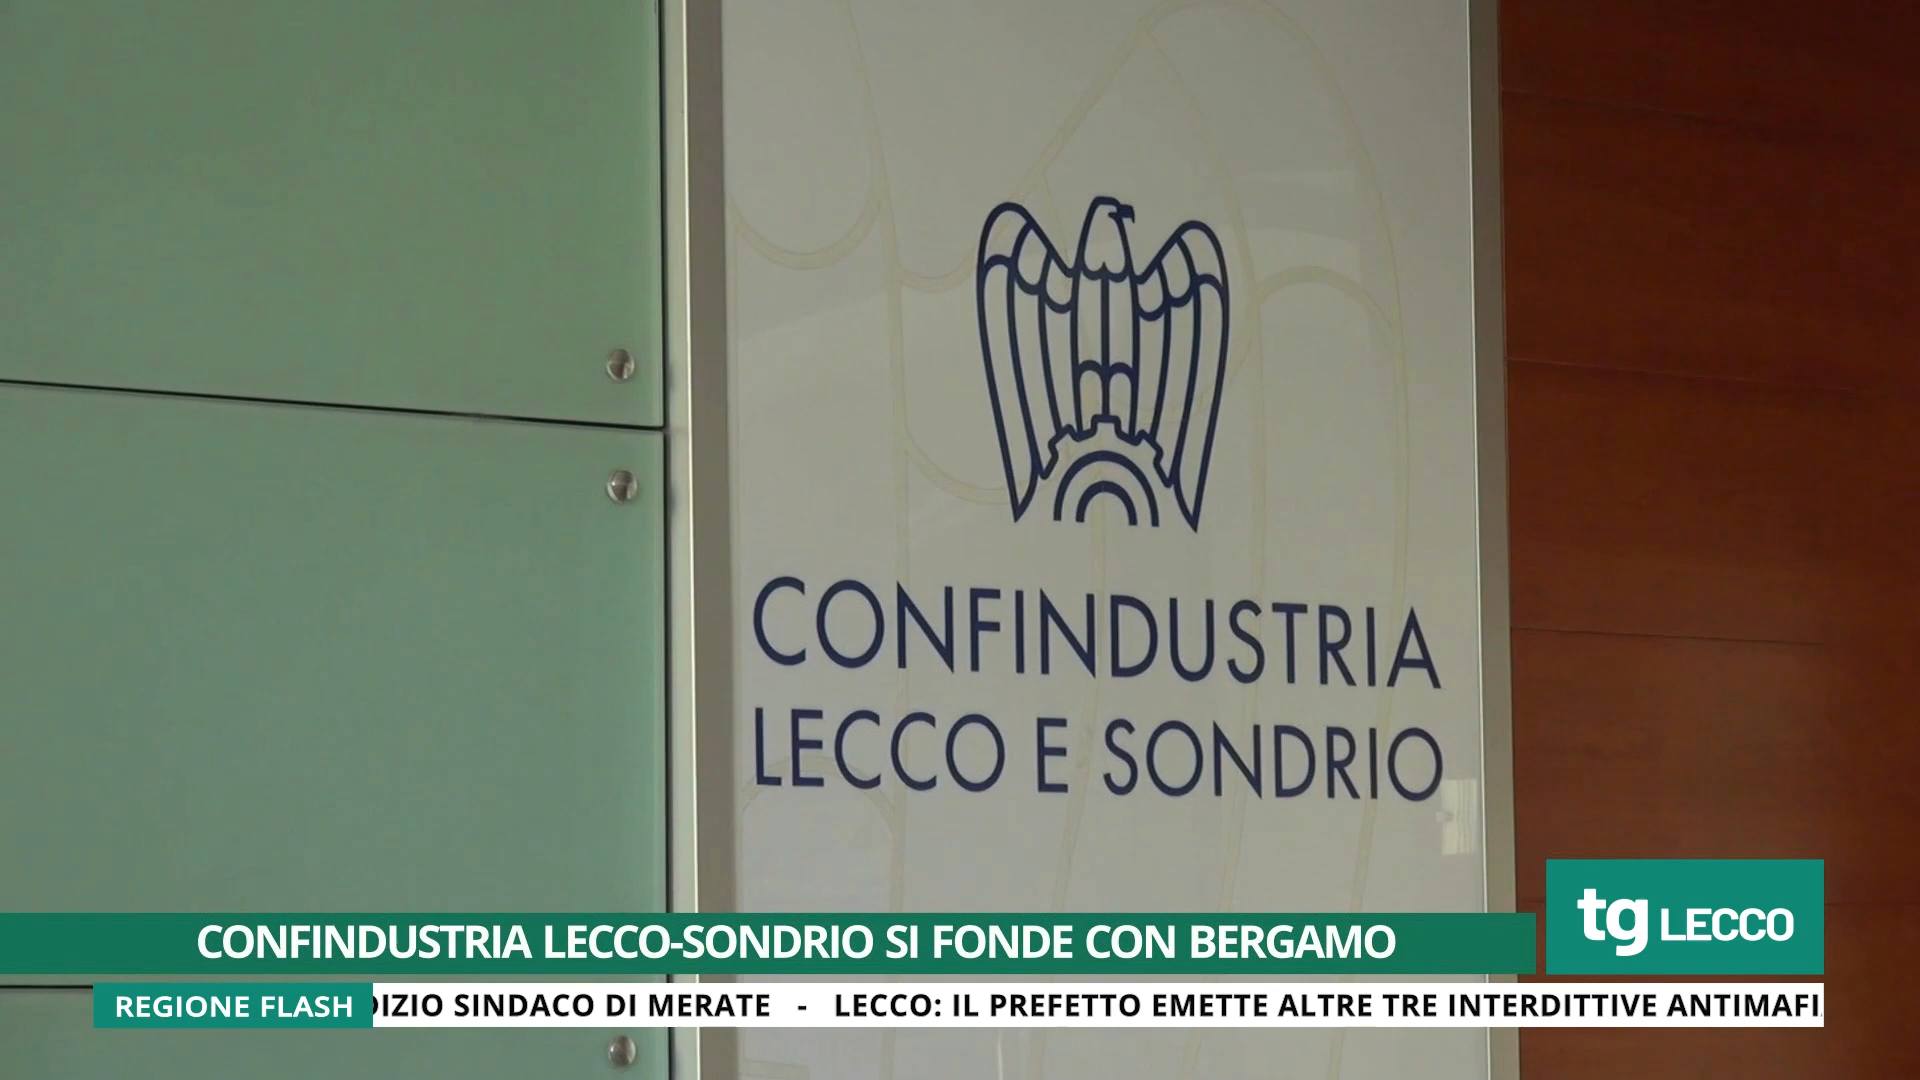 CONFINDUSTRIA
LECCO E SONDRIO
CONFINDUSTRIA LECCO-SONDRIO SI FONDE CON BERGAMO
tg LECCO
REGIONE FLASH
SINDACO DI MERATE - LECCO: IL PREFETTO EMETTE ALTRE TRE INTERDITTIVE